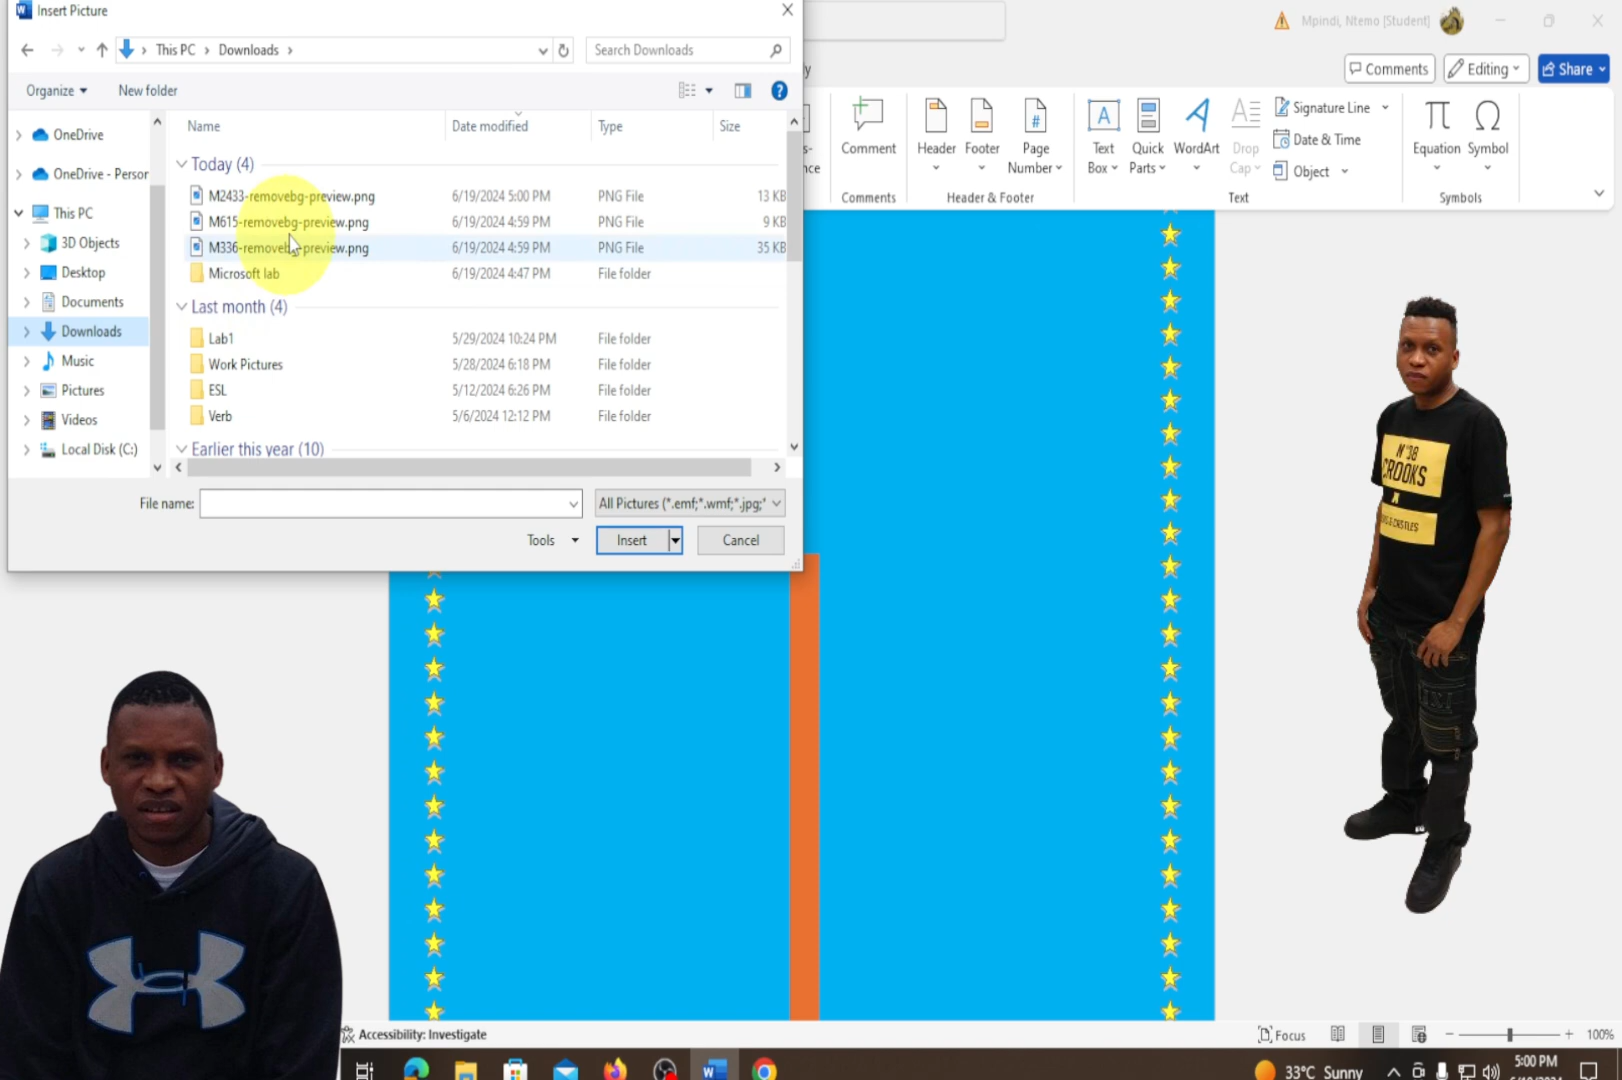 Insert Picture
Mpindi, Ntemo [Student]
This PC > Downloads >
Search Downloads
Comments
Editing
Share
Organize
New folder
OneDrive
OneDrive - Person
This PC
3D Objects
Desktop
Documents
Downloads
Music
Pictures
Videos
Local Disk (C:)
Name Date modified Type Size
Today (4)
M2433-removebg-preview.png 6/19/2024 5:00 PM PNG File 13 KB
M615-removebg-preview.png 6/19/2024 4:59 PM PNG File 9 KB
M336-removebg-preview.png 6/19/2024 4:59 PM PNG File 35 KB
Microsoft lab 6/19/2024 4:47 PM File folder
Last month (4)
Lab1 5/29/2024 10:24 PM File folder
Work Pictures 5/28/2024 6:18 PM File folder
ESL 5/12/2024 6:26 PM File folder
Verb 5/6/2024 12:12 PM File folder
Earlier this year (10)
File name:
All Pictures (*.emf;*.wmf;*.jpg;*
Tools
Insert
Cancel
Comment
Header
Footer
Page
Number
Text
Box
Quick
Parts
WordArt
Drop
Cap
Signature Line
Date & Time
Object
Equation
Symbol
Comments
Header & Footer
Text
Symbols
N°38
CROOKS
& CASTLES
Accessibility: Investigate
Focus
100%
33°C Sunny
5:00 PM